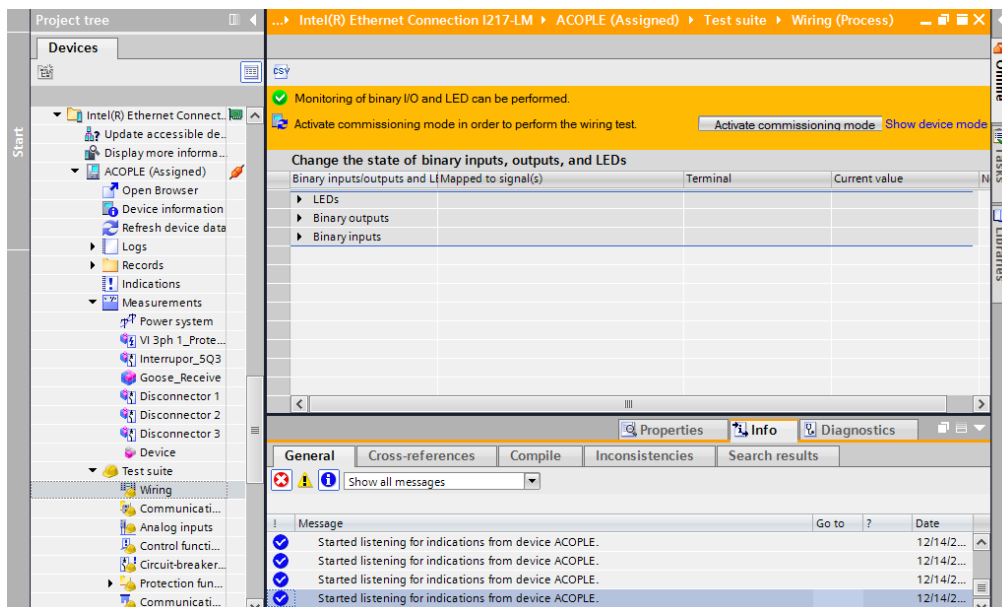 Project tree
Devices
Start
Intel(R) Ethernet Connect..
Update accessible de..
Display more informa...
ACOPLE (Assigned)
Open Browser
Device information
Refresh device data
Logs
Records
Indications
Measurements
Power system
VI 3ph 1_Prote...
Interrupor_5Q3
Goose_Receive
Disconnector 1
Disconnector 2
Disconnector 3
Device
Test suite
Wiring
Communicati...
Analog inputs
Control functi...
Circuit-breaker...
Protection fun...
Communicati...
... Intel(R) Ethernet Connection I217-LM ACOPLE (Assigned) Test suite Wiring (Process)
CSV
Monitoring of binary I/O and LED can be performed.
Activate commissioning mode in order to perform the wiring test. Activate commissioning mode Show device mode
Change the state of binary inputs, outputs, and LEDs
Binary inputs/outputs and LE Mapped to signal(s) Terminal Current value N
LEDs
Binary outputs
Binary inputs
Properties Info Diagnostics
General Cross-references Compile Inconsistencies Search results
Show all messages
! Message Go to ? Date
Started listening for indications from device ACOPLE. 12/14/2...
Started listening for indications from device ACOPLE. 12/14/2...
Started listening for indications from device ACOPLE. 12/14/2...
Started listening for indications from device ACOPLE. 12/14/2...
Online
Tasks
Libraries